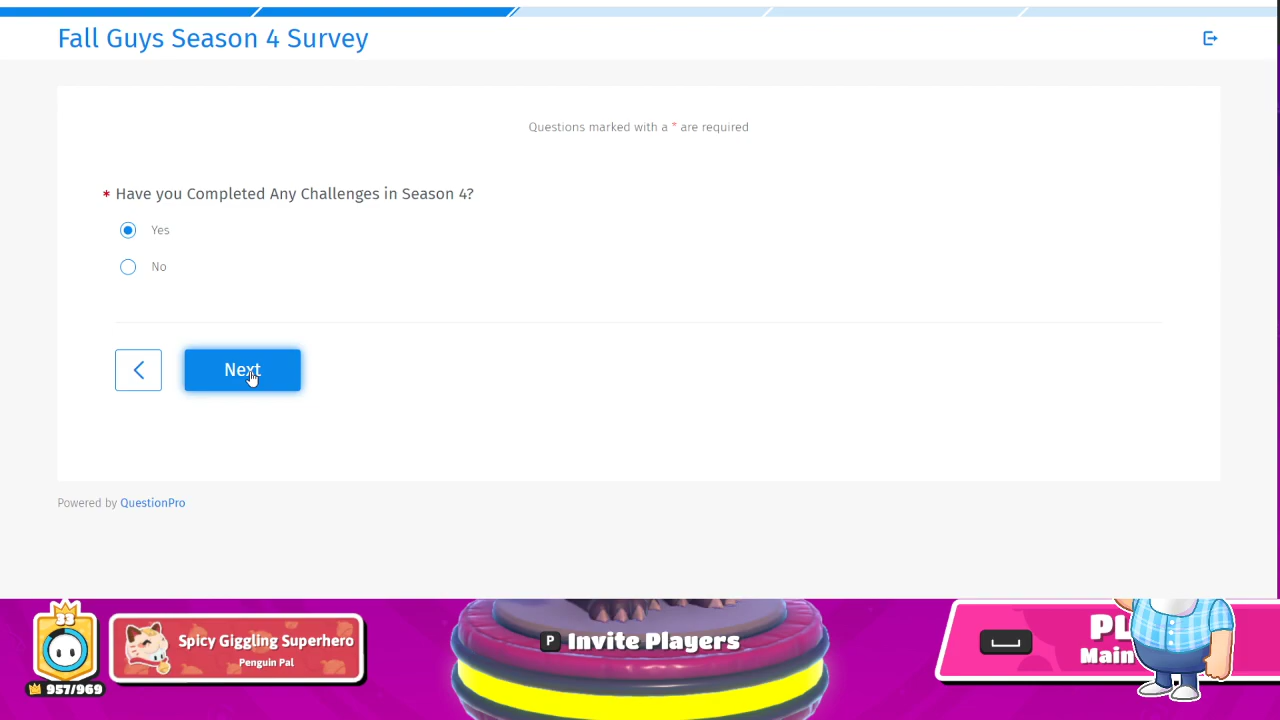 Fall Guys Season 4 Survey
Questions marked with a * are required
* Have you Completed Any Challenges in Season 4?
Yes
No
Next
Powered by QuestionPro
33
957/969
Spicy Giggling Superhero
Penguin Pal
P Invite Players
Main